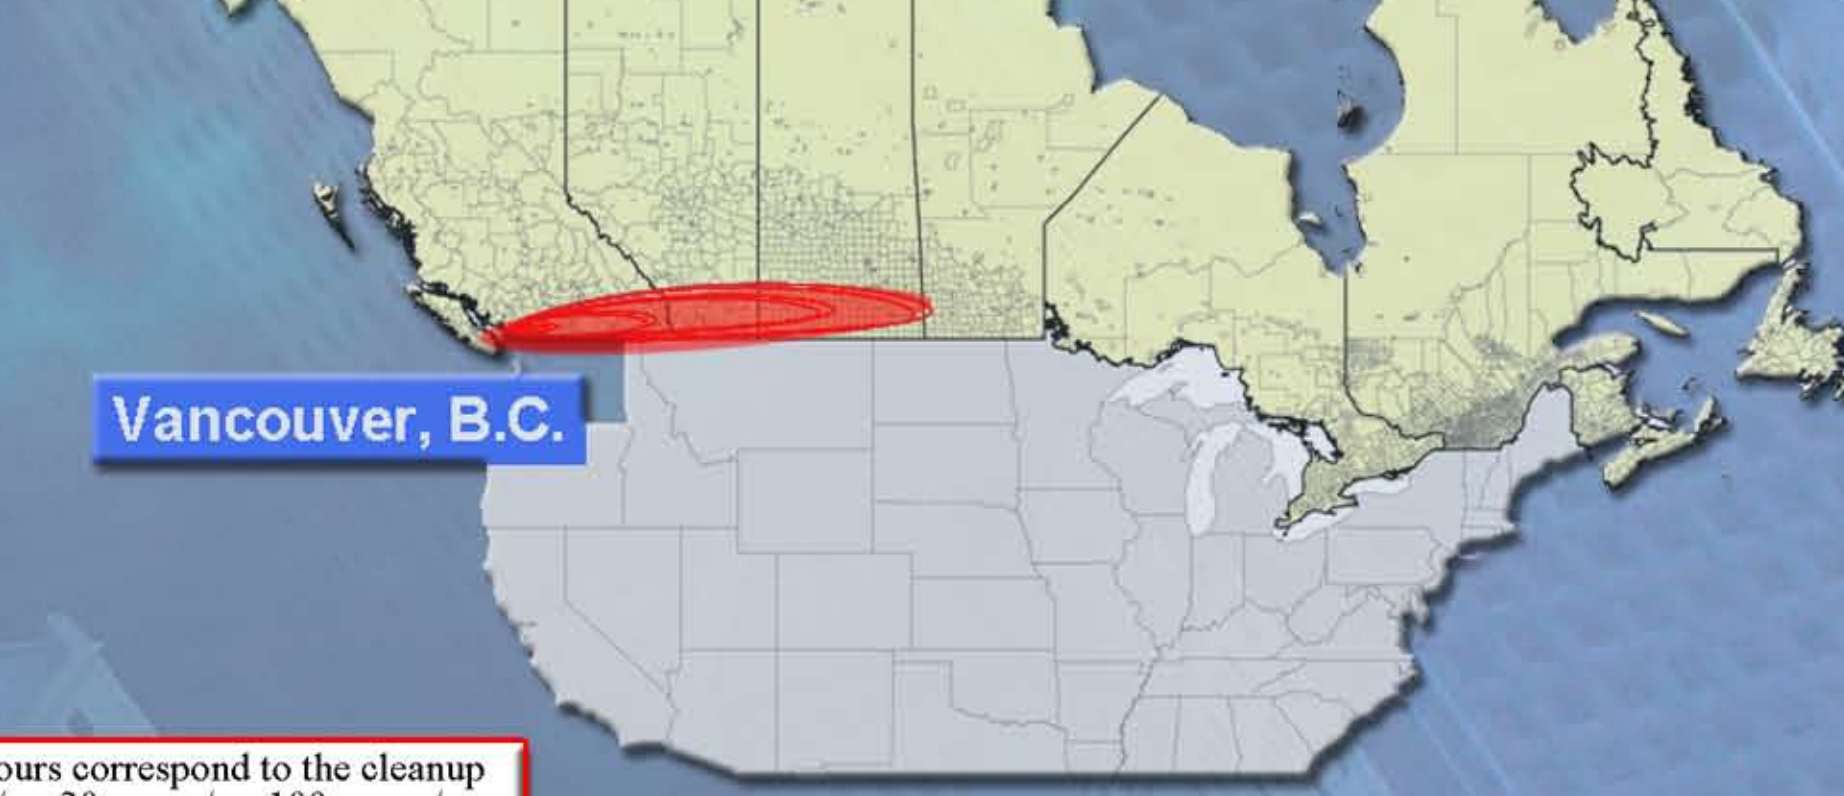 Vancouver, B.C.
ours correspond to the cleanup